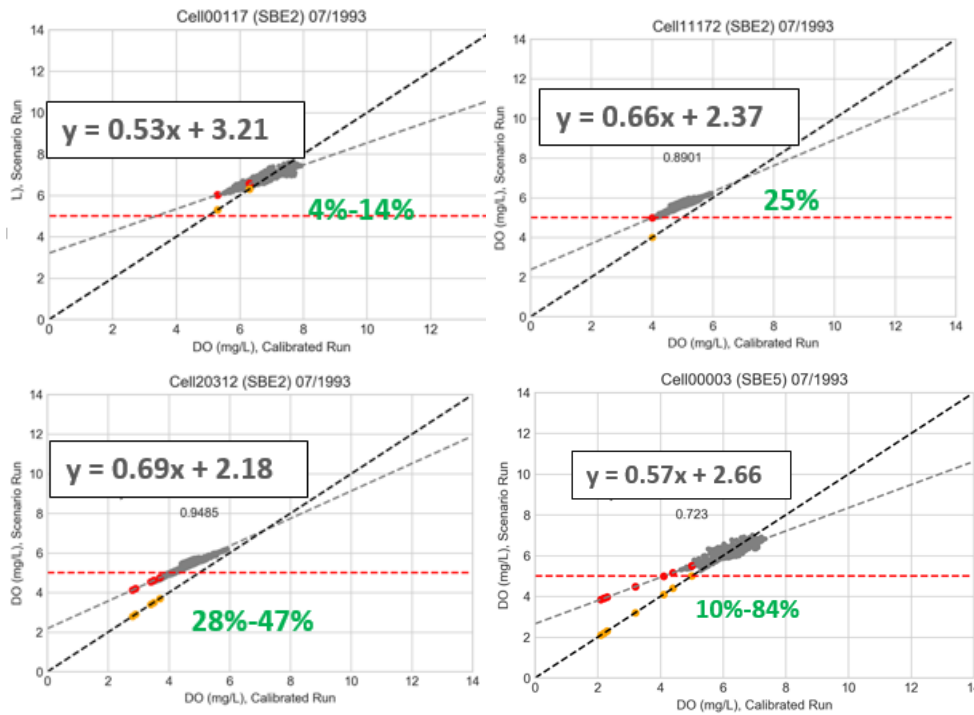 Cell00117 (SBE2) 07/1993
14
12
10
8
6
4
2
0
L), Scenario Run
y = 0.53x + 3.21
4%-14%
0 2 4 6 8 10 12
DO (mg/L), Calibrated Run
Cell11172 (SBE2) 07/1993
14
12
10
8
6
4
2
0
DO (mg/L), Scenario Run
y = 0.66x + 2.37
0.8901
25%
0 2 4 6 8 10 12 14
DO (mg/L), Calibrated Run
Cell20312 (SBE2) 07/1993
14
12
10
8
6
4
2
0
DO (mg/L), Scenario Run
y = 0.69x + 2.18
0.9485
28%-47%
0 2 4 6 8 10 12 14
DO (mg/L), Calibrated Run
Cell00003 (SBE5) 07/1993
14
12
10
8
6
4
2
0
DO (mg/L), Scenario Run
y = 0.57x + 2.66
0.723
10%-84%
0 2 4 6 8 10 12 14
DO (mg/L), Calibrated Run